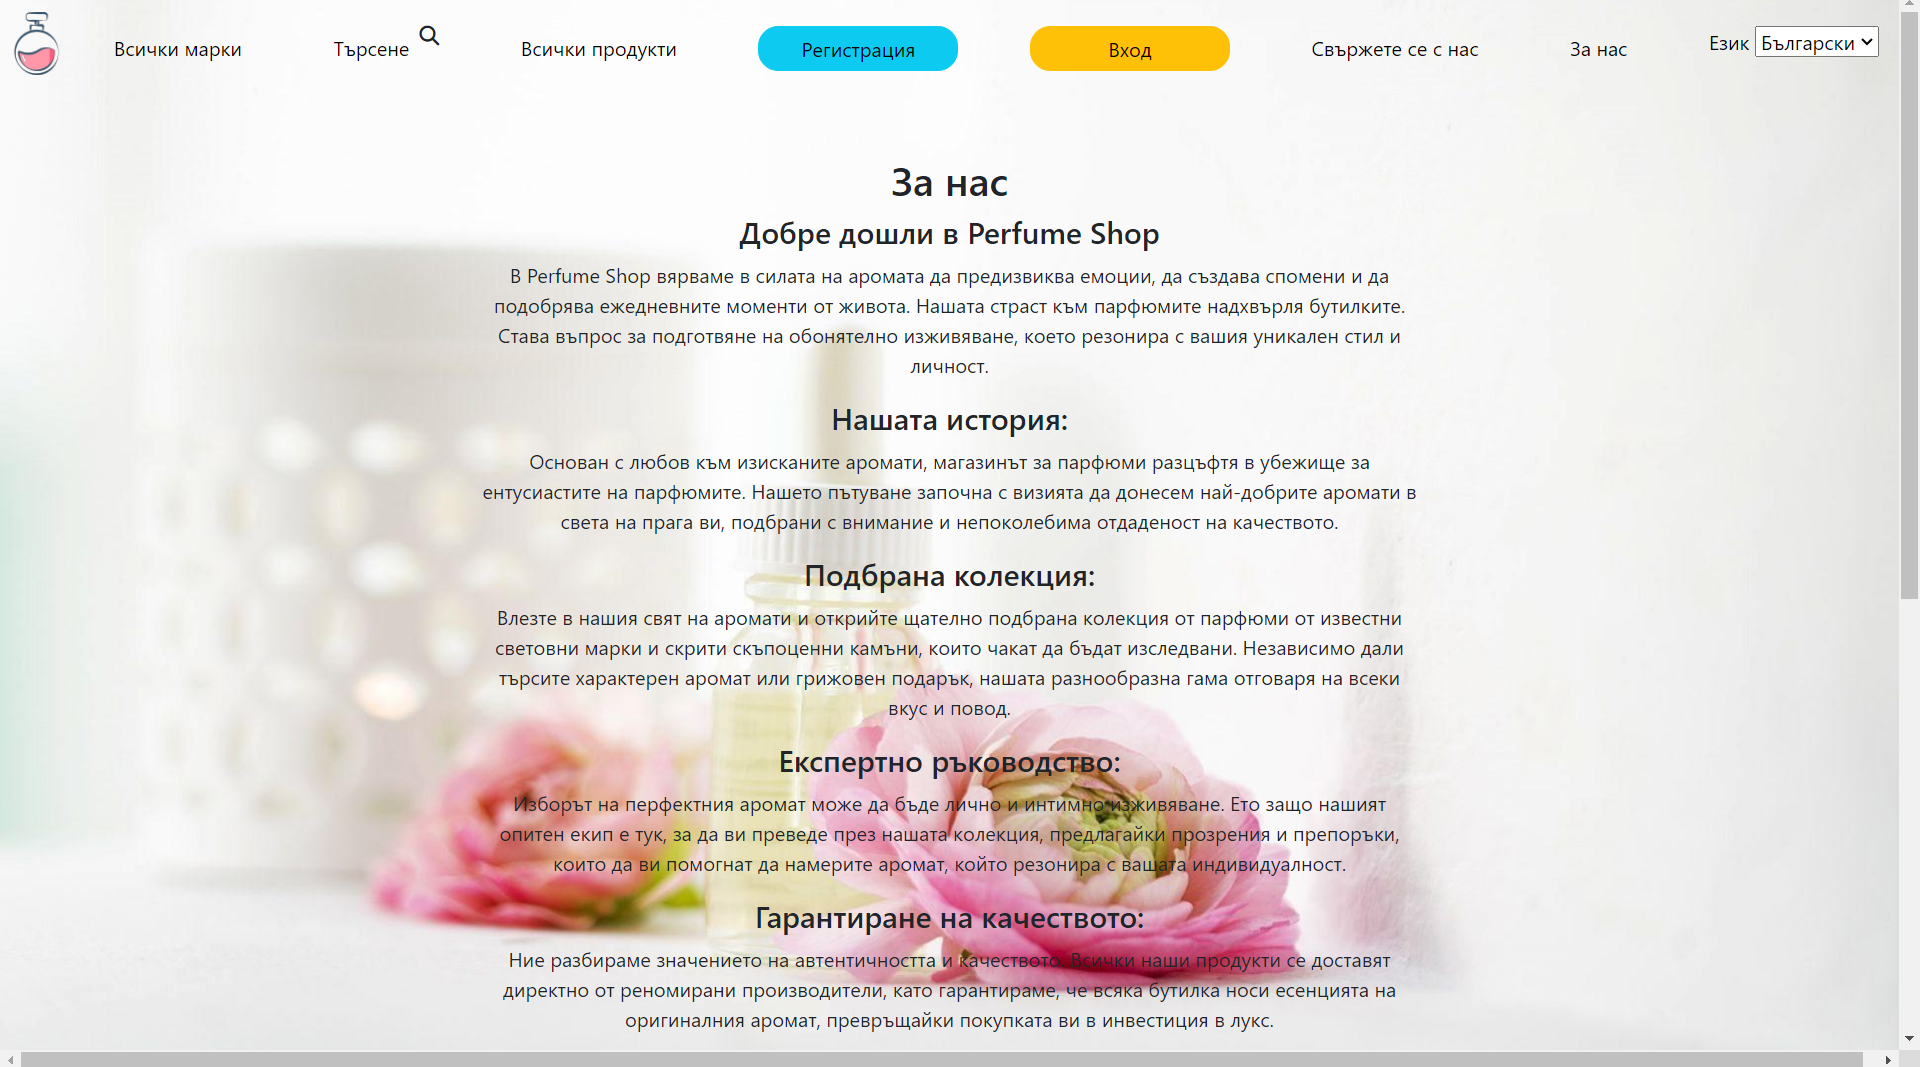 Всички марки
Търсене
Всички продукти
Регистрация
Вход
Свържете се с нас
За нас
Език Български
За нас
Добре дошли в Perfume Shop
В Perfume Shop вярваме в силата на аромата да предизвиква емоции, да създава спомени и да
подобрява ежедневните моменти от живота. Нашата страст към парфюмите надхвърля бутилките.
Става въпрос за подготвяне на обонятелно изживяване, което резонира с вашия уникален стил и
личност.
Нашата история:
Основан с любов към изисканите аромати, магазинът за парфюми разцъфтя в убежище за
ентусиастите на парфюмите. Нашето пътуване започна с визията да донесем най-добрите аромати в
света на прага ви, подбрани с внимание и непоколебима отдаденост на качеството.
Подбрана колекция:
Влезте в нашия свят на аромати и открийте щателно подбрана колекция от парфюми от известни
световни марки и скрити скъпоценни камъни, които чакат да бъдат изследвани. Независимо дали
търсите характерен аромат или грижовен подарък, нашата разнообразна гама отговаря на всеки
вкус и повод.
Експертно ръководство:
Изборът на перфектния аромат може да бъде лично и интимно изживяване. Ето защо нашият
опитен екип е тук, за да ви преведе през нашата колекция, предлагайки прозрения и препоръки,
които да ви помогнат да намерите аромат, който резонира с вашата индивидуалност.
Гарантиране на качеството:
Ние разбираме значението на автентичността и качеството. Всички наши продукти се доставят
директно от реномирани производители, като гарантираме, че всяка бутилка носи есенцията на
оригиналния аромат, превръщайки покупката ви в инвестиция в лукс.